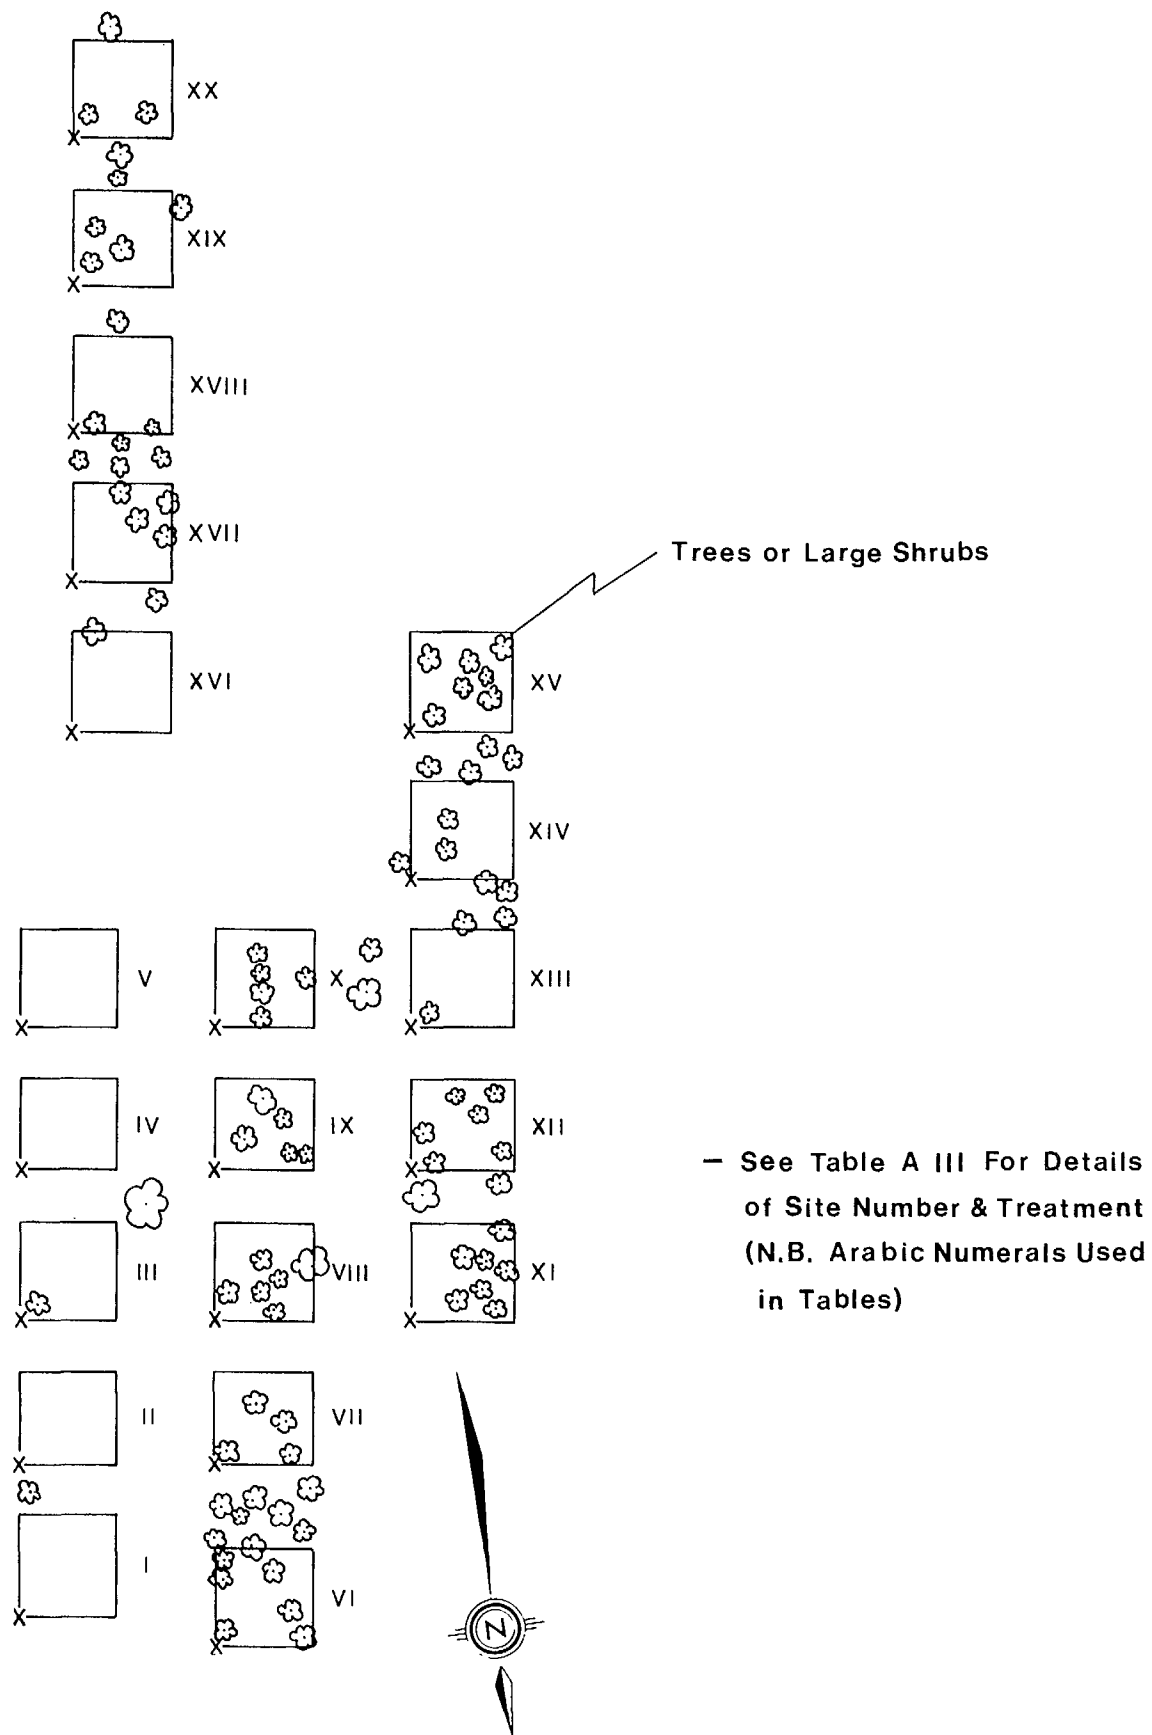 XX
XIX
XVIII
XVII
Trees or Large Shrubs
XVI
XV
XIV
V
X
XIII
IV
IX
XII
– See Table A III For Details
of Site Number & Treatment
(N.B. Arabic Numerals Used
in Tables)
III
VIII
XI
II
VII
I
VI
N